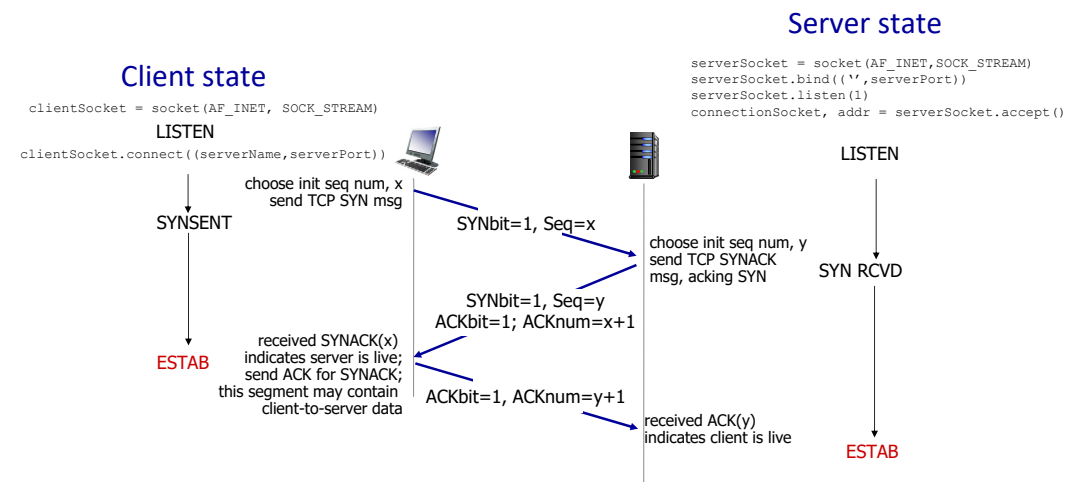 Server state
serverSocket = socket(AF_INET,SOCK_STREAM)
serverSocket.bind((‘’,serverPort))
serverSocket.listen(1)
connectionSocket, addr = serverSocket.accept()
Client state
clientSocket = socket(AF_INET, SOCK_STREAM)
LISTEN
clientSocket.connect((serverName,serverPort))
LISTEN
choose init seq num, x
send TCP SYN msg
SYNSENT
SYNbit=1, Seq=x
choose init seq num, y
send TCP SYNACK
msg, acking SYN
SYN RCVD
SYNbit=1, Seq=y
ACKbit=1; ACKnum=x+1
received SYNACK(x)
indicates server is live;
send ACK for SYNACK;
this segment may contain
client-to-server data
ESTAB
ACKbit=1, ACKnum=y+1
received ACK(y)
indicates client is live
ESTAB